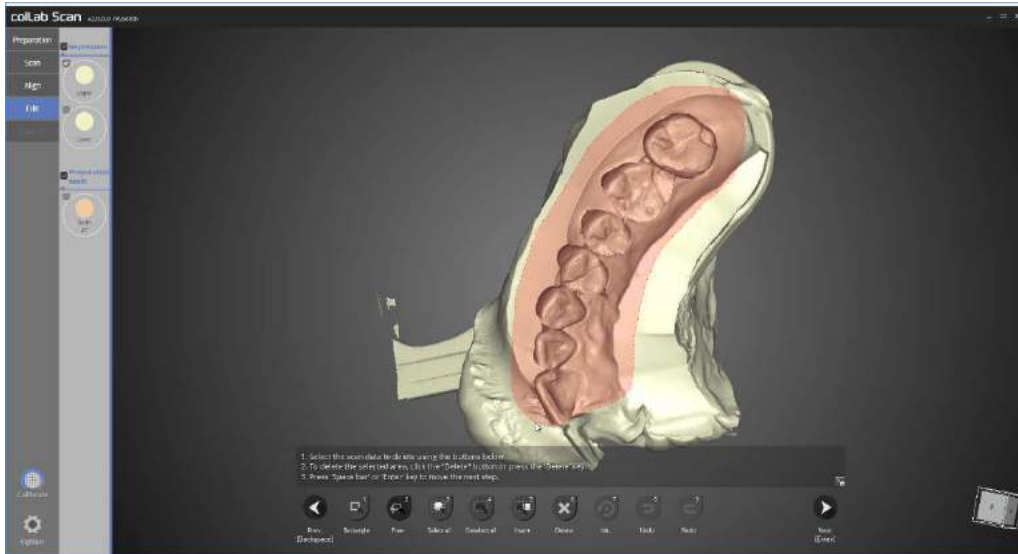 colLab Scan
Preparation
Scan
Align
Edit
1. Select the scan data to delete using the buttons below.
2. To delete the selected area, click the "Delete" button or press the 'Delete' key.
3. Press 'Space bar' or 'Enter' key to move the next step.
Prev.
(Backspace)
Rectangle
Free
Select all
Deselect all
Invert
Delete
Init.
Undo
Redo
Next
(Enter)
Option